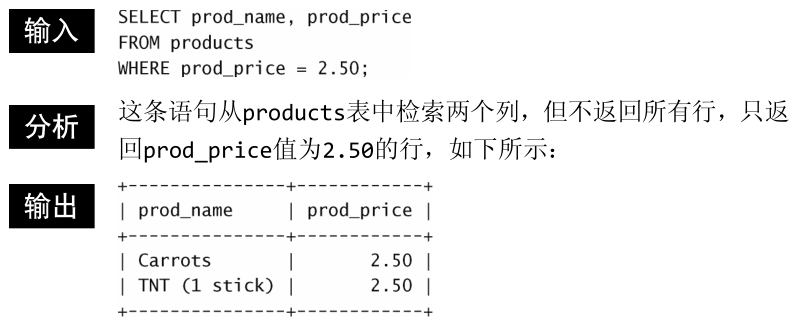 输入
SELECT prod_name, prod_price
FROM products
WHERE prod_price = 2.50;
分析
这条语句从products表中检索两个列，但不返回所有行，只返
回prod_price值为2.50的行，如下所示：
输出
+---------------+------------+
| prod_name     | prod_price |
+---------------+------------+
| Carrots       |       2.50 |
| TNT (1 stick) |       2.50 |
+---------------+------------+